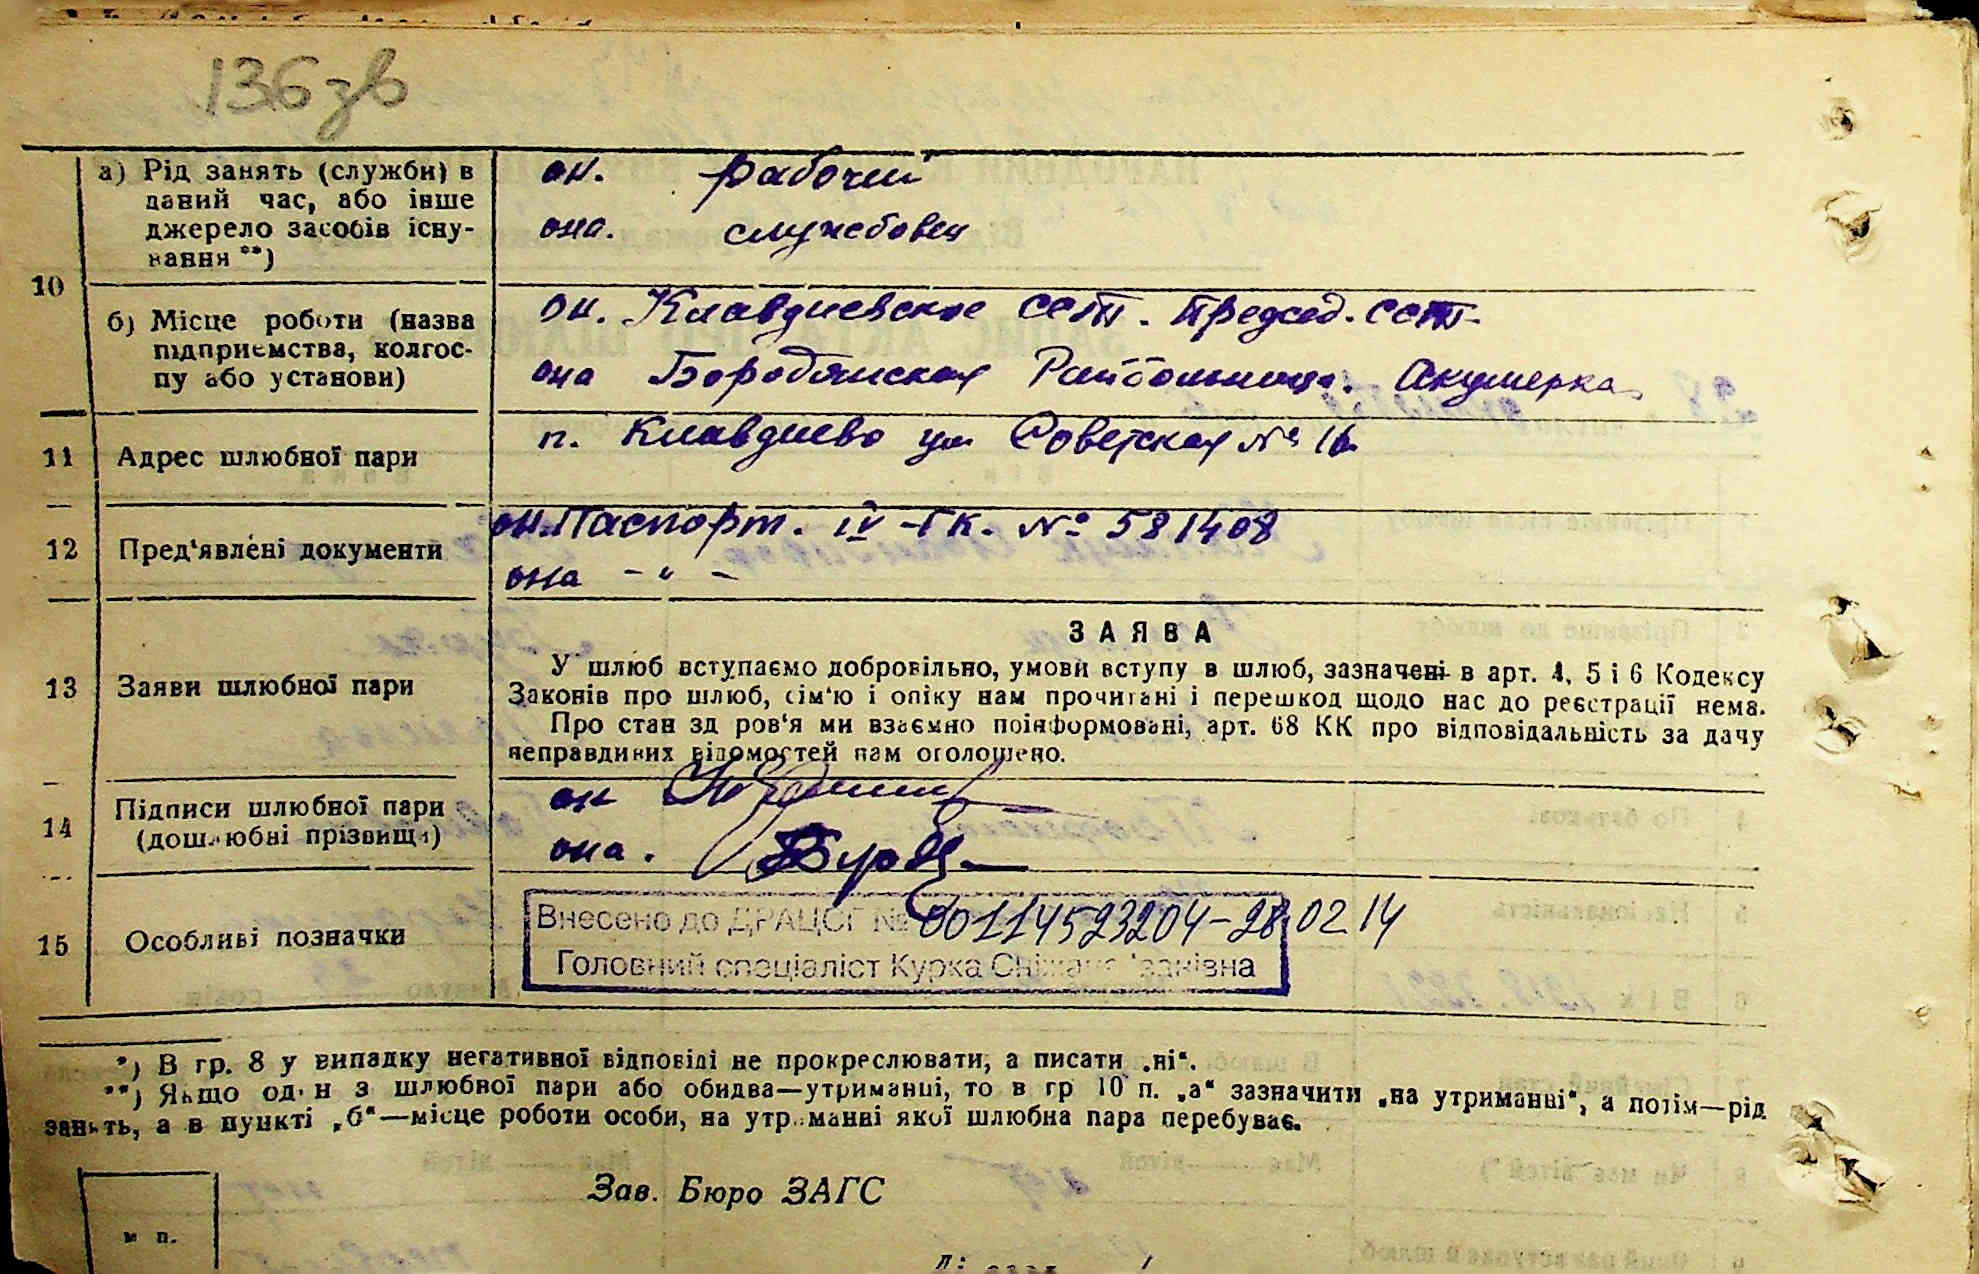 136 зв
10
а) Рід занять (служби) в
даний час, або інше
джерело засобів існу-
вання **)
он. рабочий
она. служебовец
б) Місце роботи (назва
підприємства, колгос-
пу або установи)
он. Клавдиевское ССТП. Председ. ССТП
она Бородянская Райбольница. Акушерка
11 Адрес шлюбної пари
п. Клавдиево ул Советская № 16
12 Пред'явлені документи
он. Паспорт. IV-ГК. № 581408
она - " -
13 Заяви шлюбної пари
ЗАЯВА
У шлюб вступаємо добровільно, умови вступу в шлюб, зазначені в арт. 4, 5 і 6 Кодексу
Законів про шлюб, сім'ю і опіку нам прочитані і перешкод щодо нас до реєстрації нема.
Про стан здоров'я ми взаємно поінформовані, арт. 68 КК про відповідальність за дачу
неправдивих відомостей нам оголошено.
14 Підписи шлюбної пари
(дошлюбні прізвища)
он
она.
15 Особливі позначки
Внесено до ДРАЦСГ № 00114523204-28.02 14
Головний спеціаліст Курка Сніжана Іванівна
*) В гр. 8 у випадку негативної відповіді не прокреслювати, а писати „ні“.
**) Якщо один з шлюбної пари або обидва—утриманці, то в гр 10 п. „а“ зазначити „на утриманні“, а потім—рід
занять, а в пункті „б“—місце роботи особи, на утриманні якої шлюбна пара перебуває.
Зав. Бюро ЗАГС
м п.